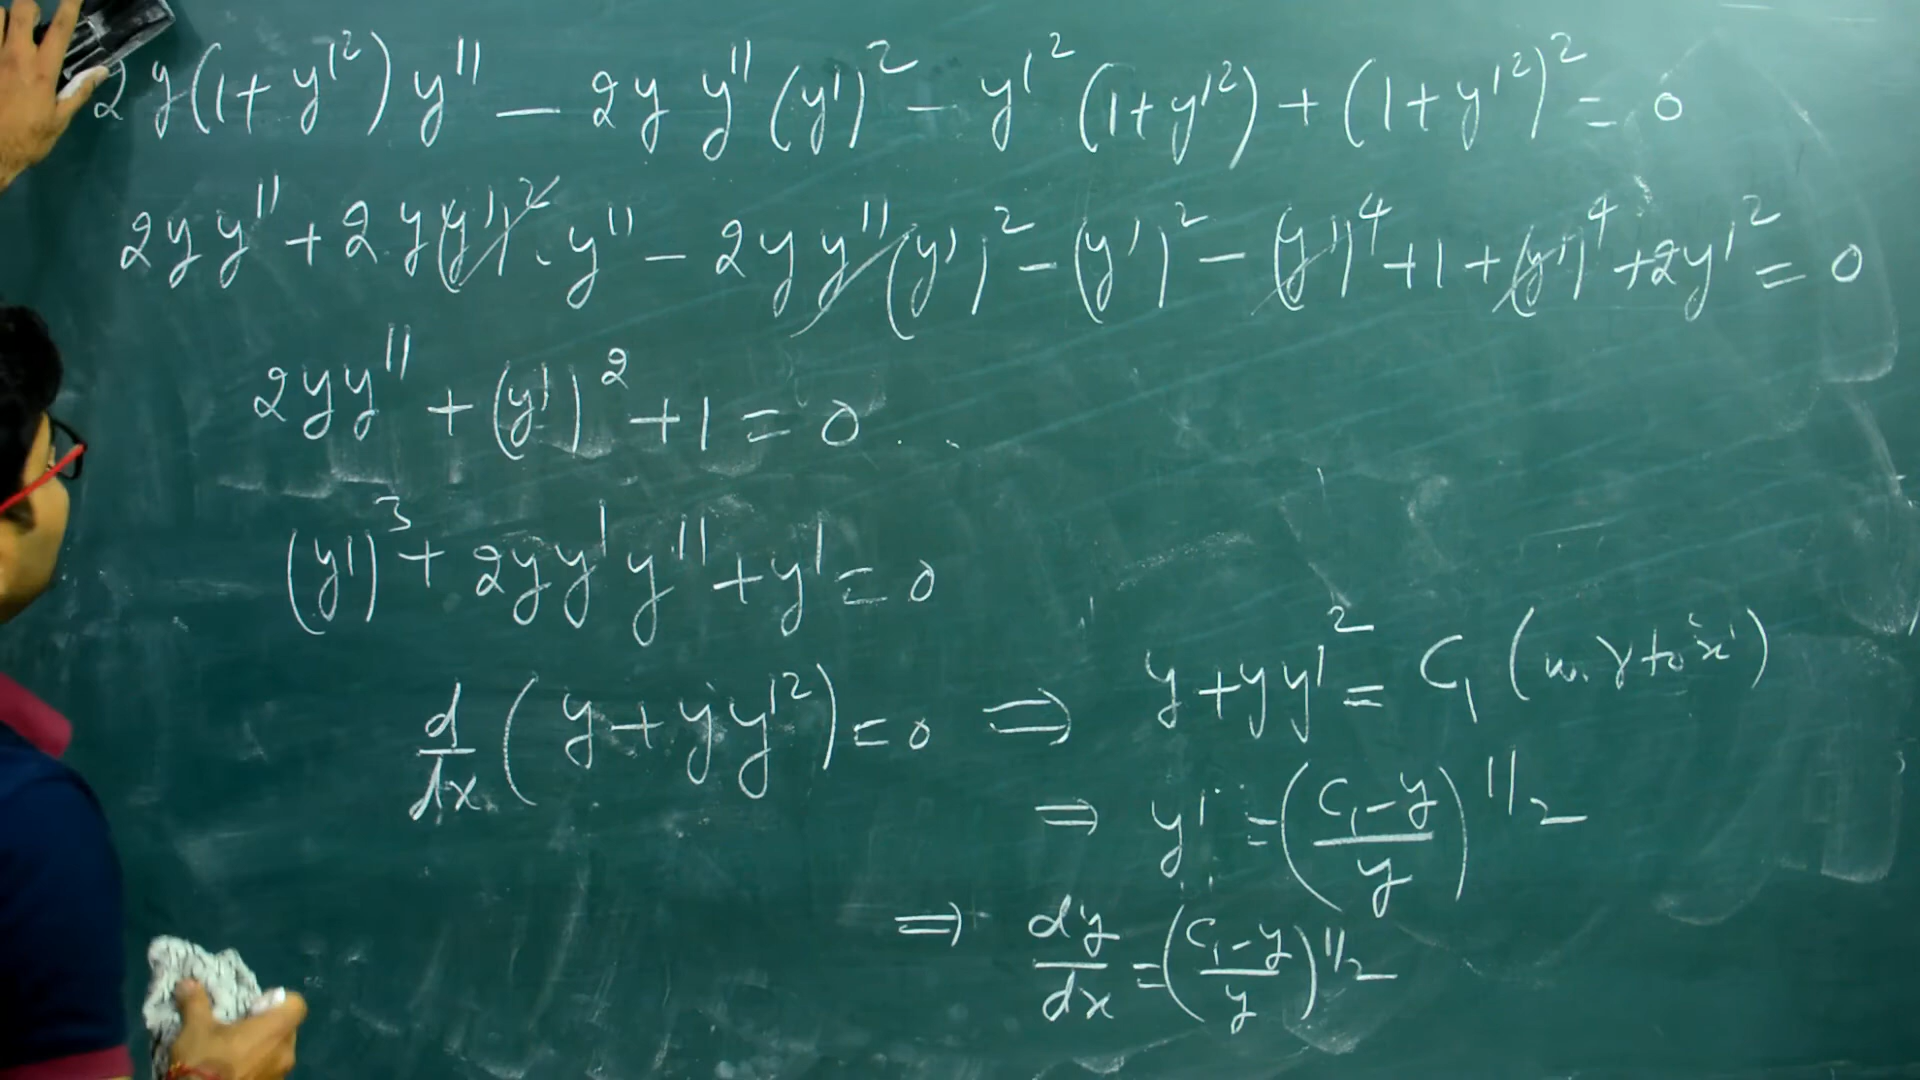 2y(1+y'²)y'' − 2yy''(y')² − y'²(1+y'²) + (1+y'²)² = 0
2yy'' + 2y(y')²·y'' − 2yy''(y')² − (y')² − (y')⁴ + 1 + (y')⁴ + 2y'² = 0
2yy'' + (y')² + 1 = 0
(y')³ + 2yy'y'' + y' = 0
d/dx (y + yy'²) = 0 ⇒ y + yy'² = C₁ (w.r to 'x')
⇒ y' = (C₁−y / y)^1/2
⇒ dy/dx = (C₁−y / y)^1/2